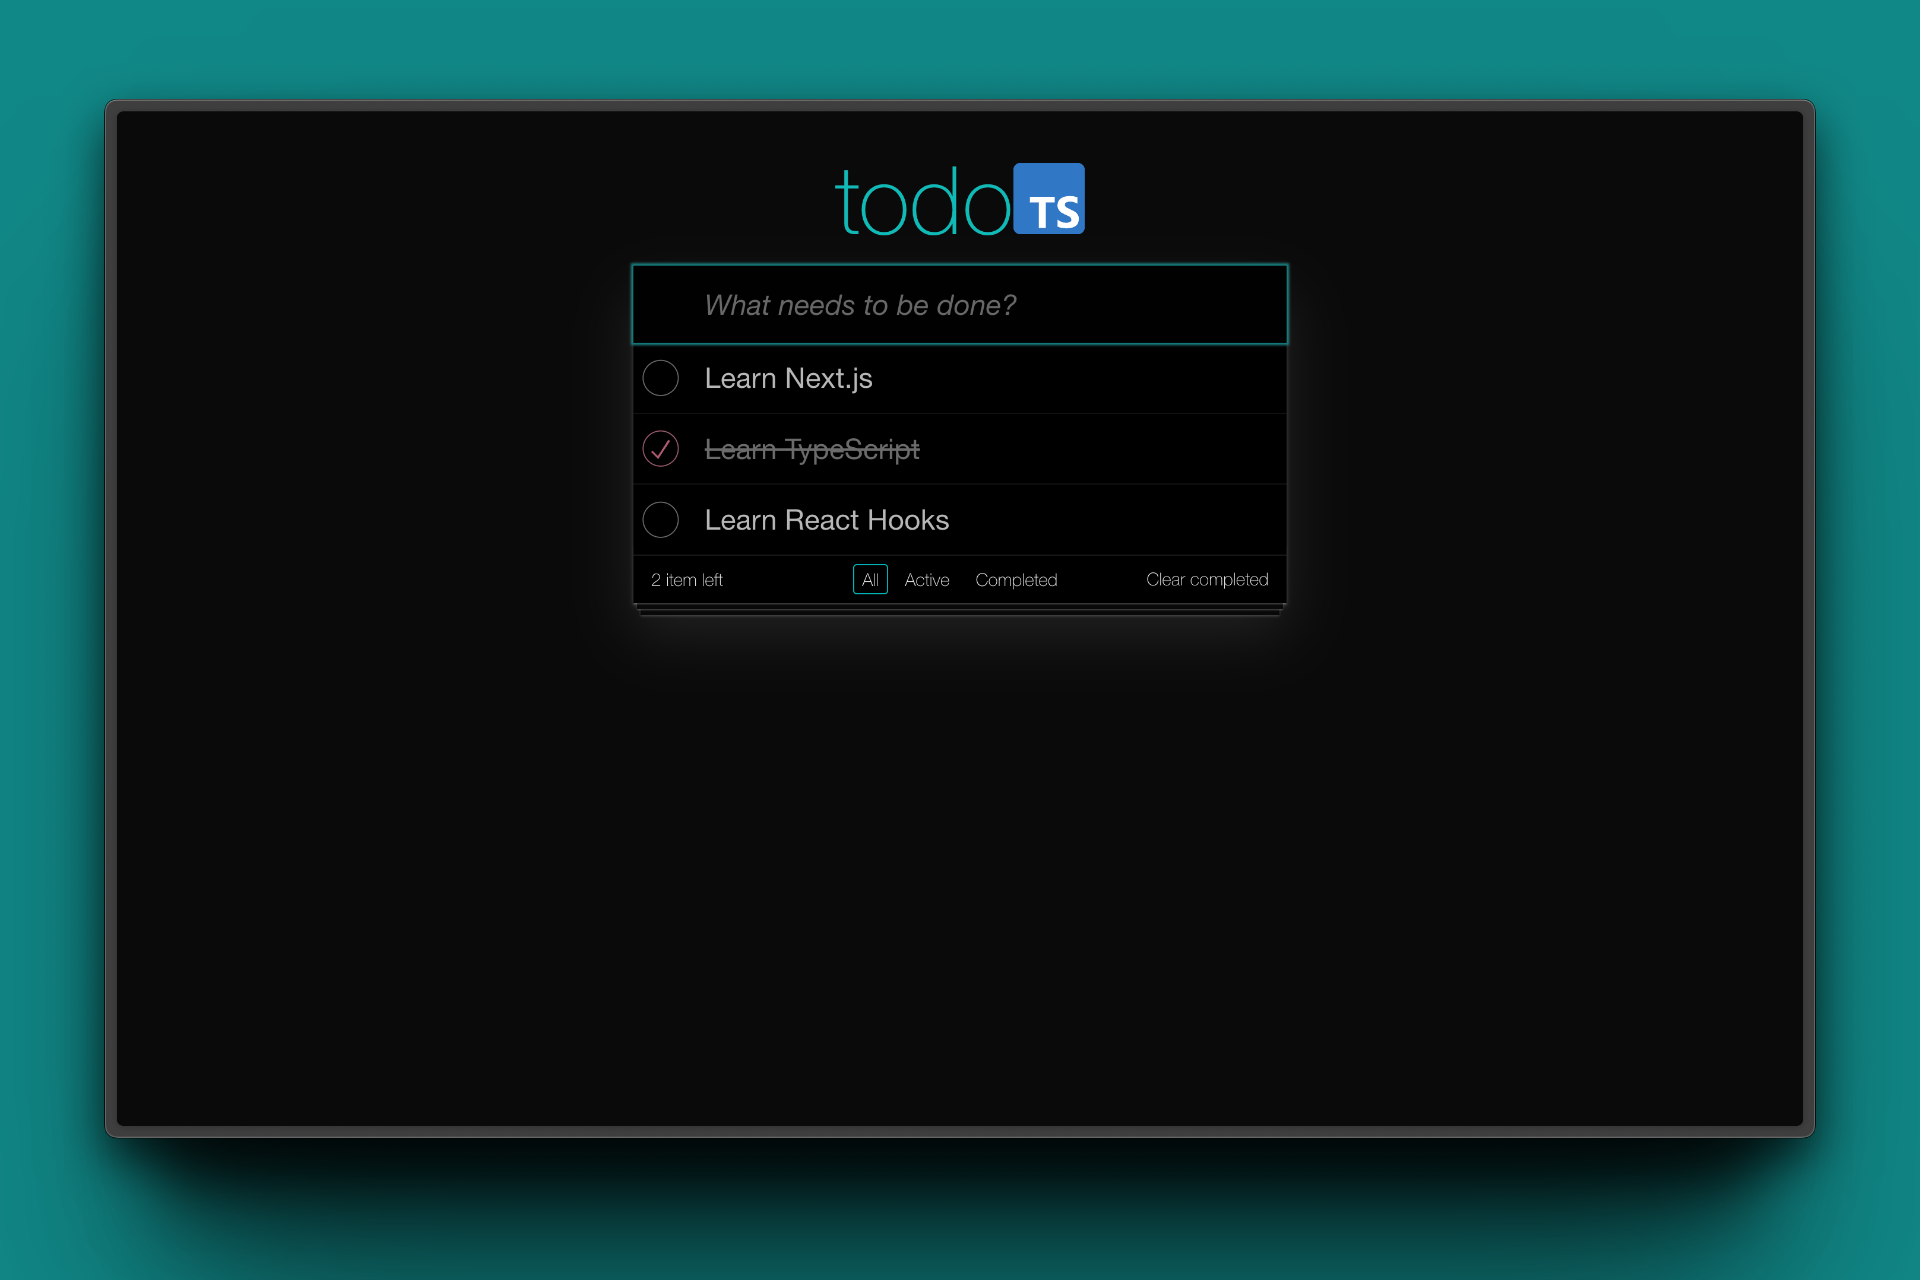 todo TS
What needs to be done?
Learn Next.js
Learn TypeScript
Learn React Hooks
2 item left All Active Completed Clear completed